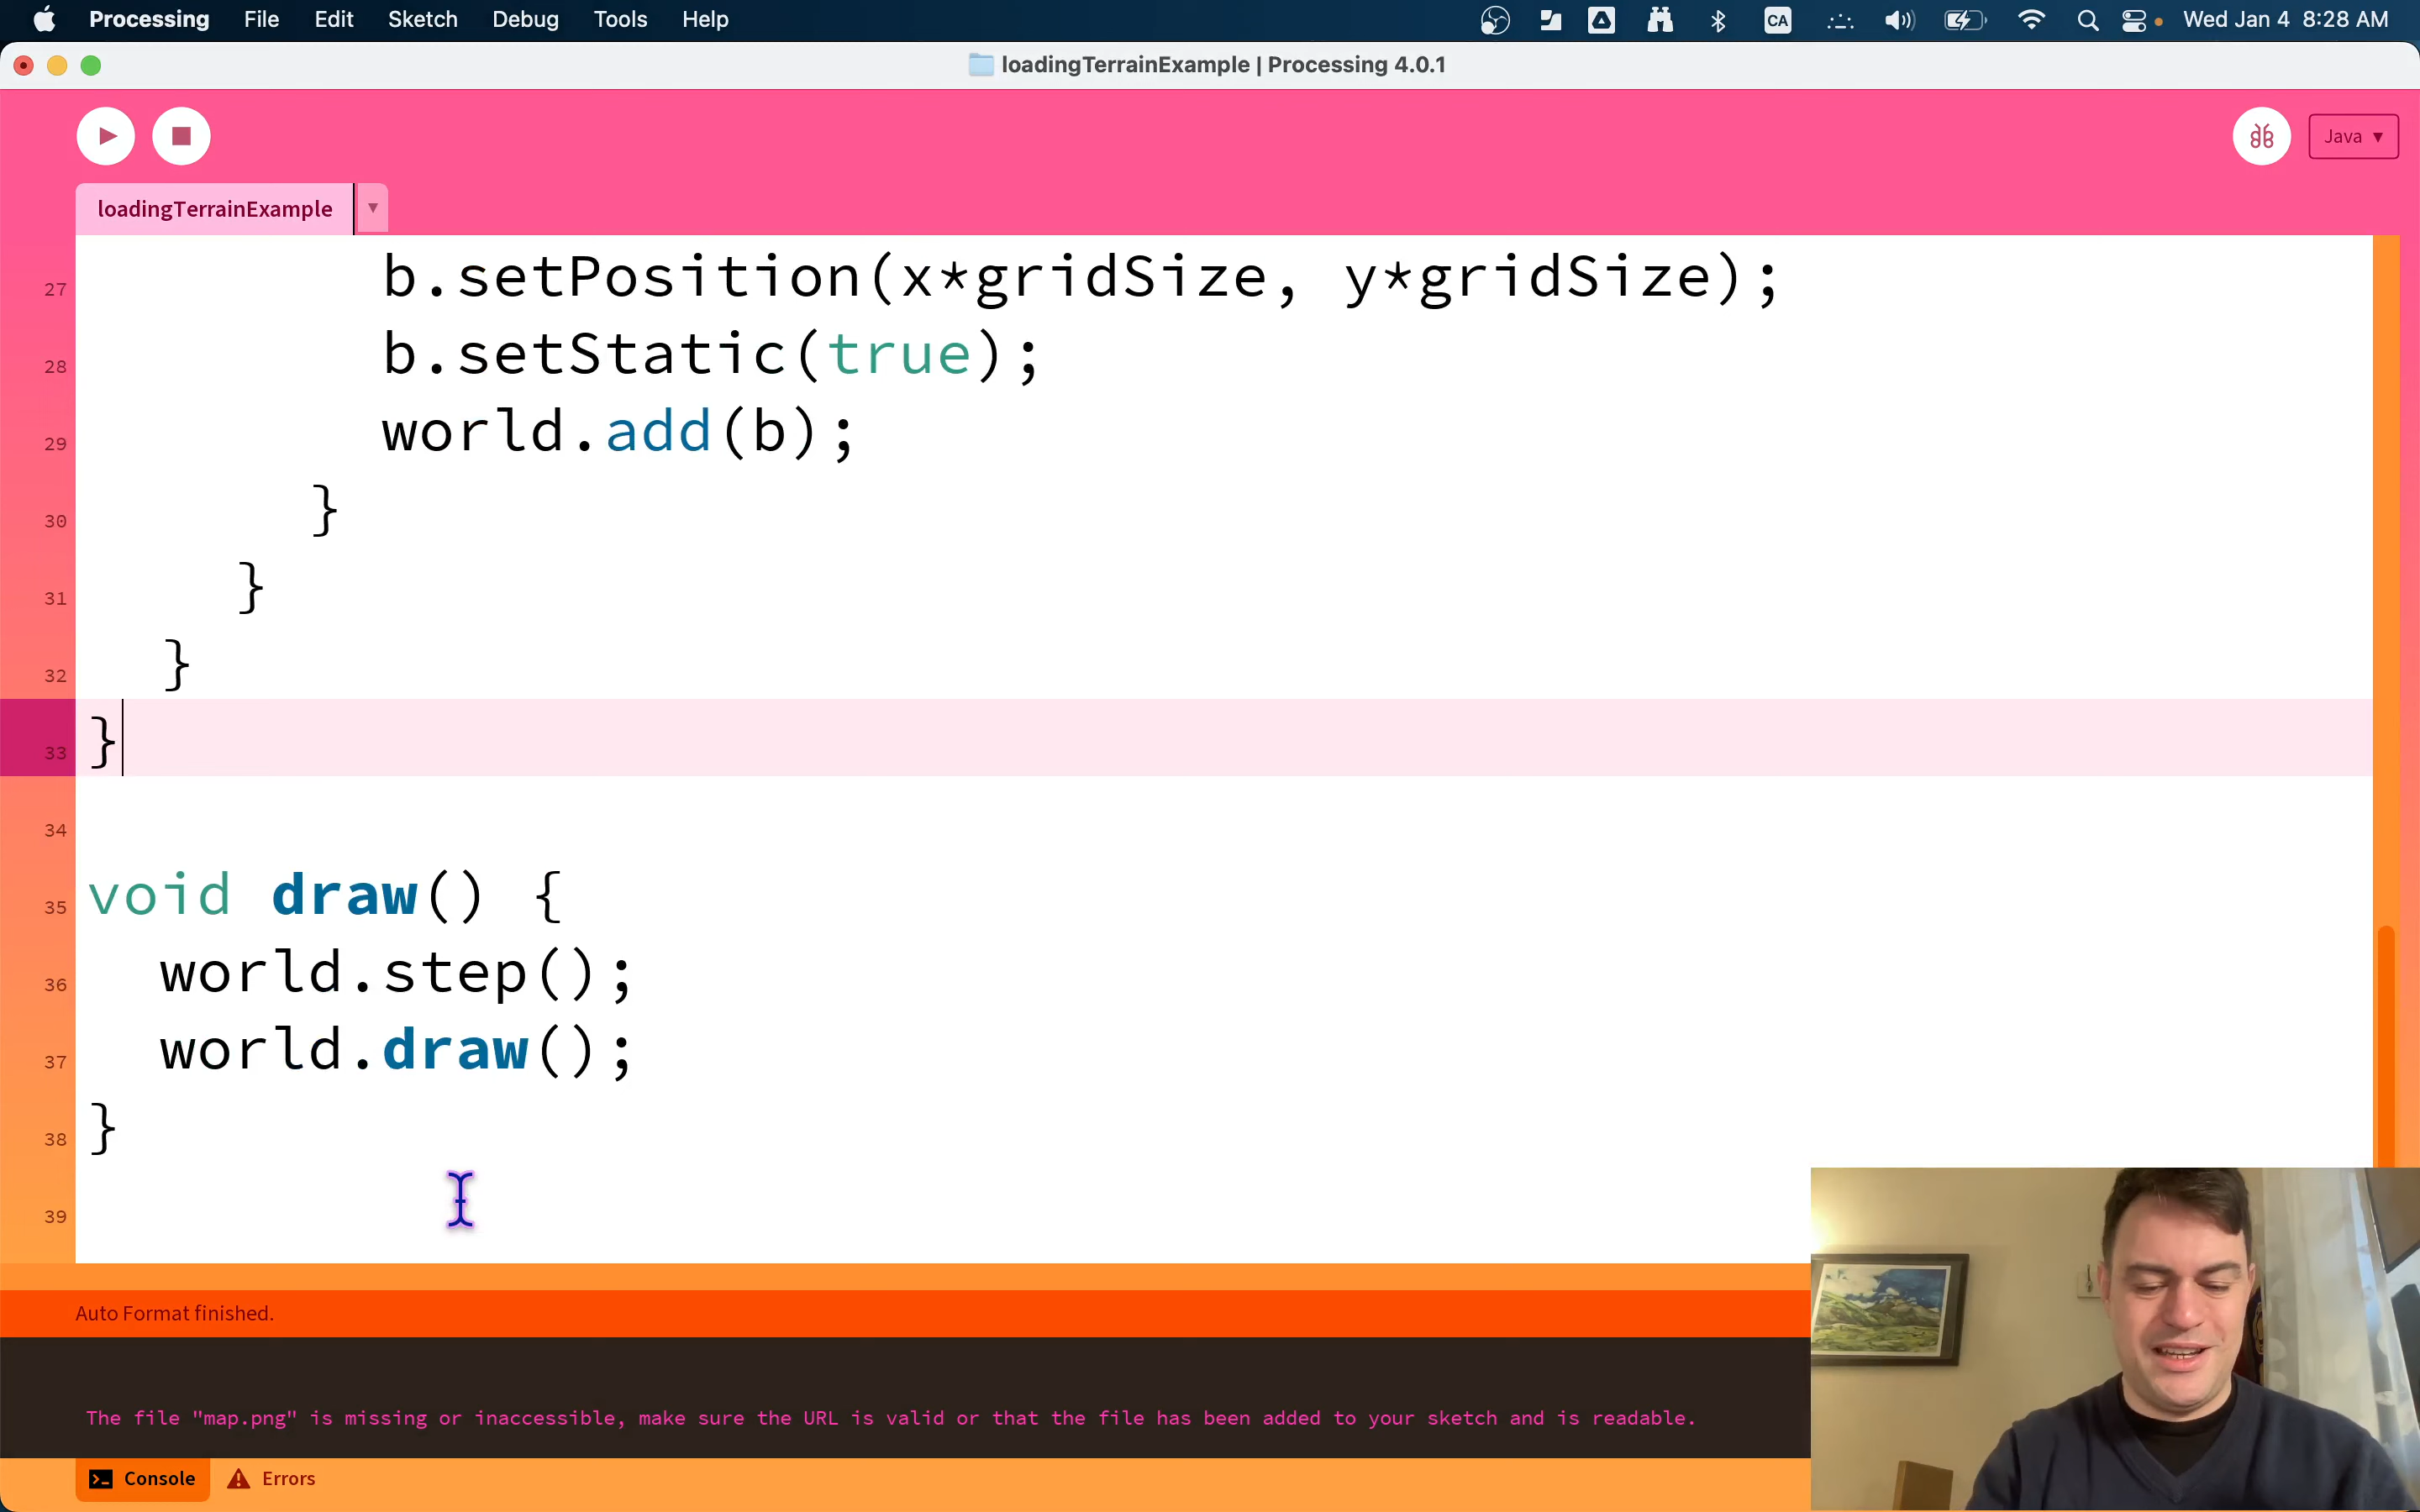 Processing File Edit Sketch Debug Tools Help CA Wed Jan 4 8:28 AM
loadingTerrainExample | Processing 4.0.1
Java ▼
loadingTerrainExample ▼
27 b.setPosition(x*gridSize, y*gridSize);
28 b.setStatic(true);
29 world.add(b);
30 }
31 }
32 }
33 }
34
35 void draw() {
36 world.step();
37 world.draw();
38 }
39
Auto Format finished.
The file "map.png" is missing or inaccessible, make sure the URL is valid or that the file has been added to your sketch and is readable.
Console Errors